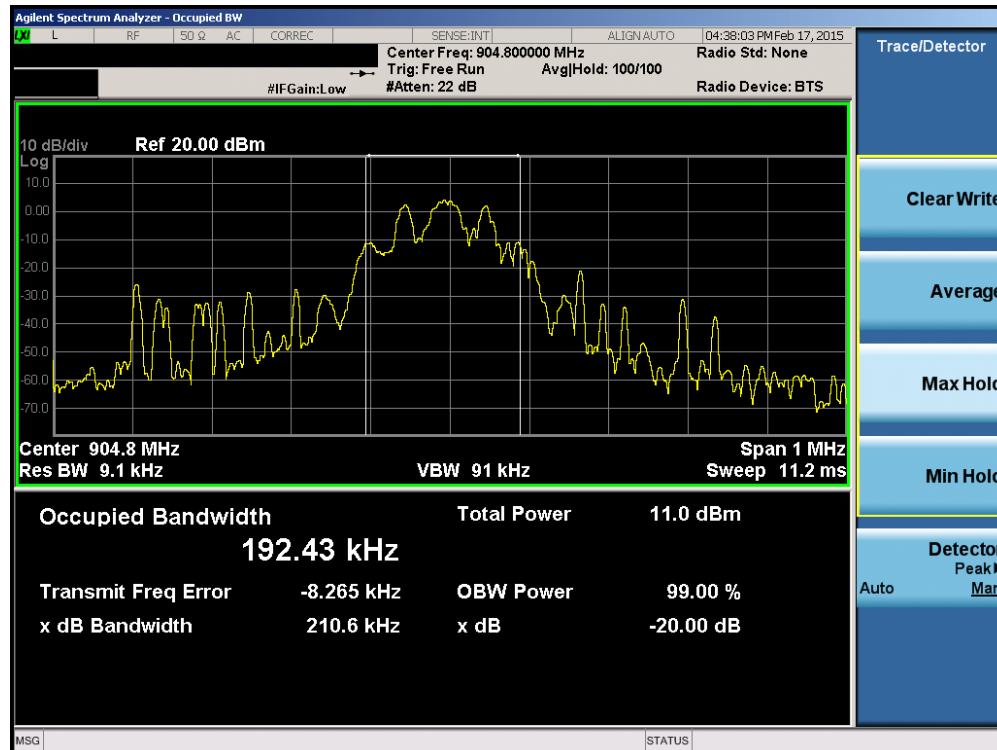 Agilent Spectrum Analyzer - Occupied BW
LXI L RF 50 Ω AC CORREC SENSE:INT ALIGN AUTO 04:38:03 PM Feb 17, 2015
Center Freq: 904.800000 MHz Radio Std: None
Trig: Free Run Avg|Hold: 100/100
#IFGain:Low #Atten: 22 dB Radio Device: BTS
10 dB/div Ref 20.00 dBm
Log
10.0
0.00
-10.0
-20.0
-30.0
-40.0
-50.0
-60.0
-70.0
Center 904.8 MHz Span 1 MHz
Res BW 9.1 kHz VBW 91 kHz Sweep 11.2 ms
Occupied Bandwidth Total Power 11.0 dBm
192.43 kHz
Transmit Freq Error -8.265 kHz OBW Power 99.00 %
x dB Bandwidth 210.6 kHz x dB -20.00 dB
Trace/Detector
Clear Write
Average
Max Hold
Min Hold
Detector
Peak
Auto Man
MSG STATUS